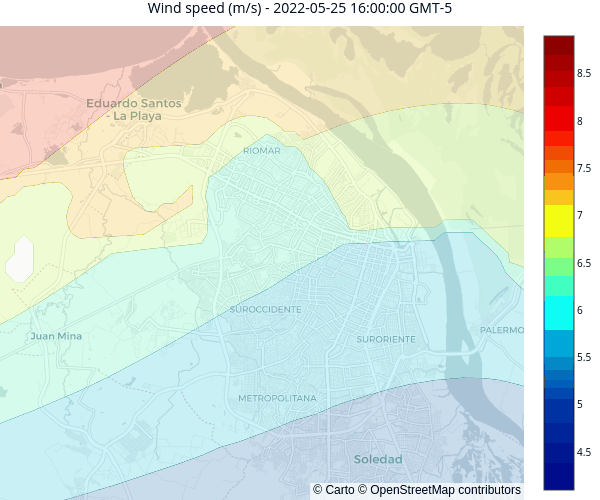 Wind speed (m/s) - 2022-05-25 16:00:00 GMT-5
Eduardo Santos
- La Playa
RIOMAR
SUROCCIDENTE
Juan Mina
SURORIENTE
PALERMO
METROPOLITANA
Soledad
© Carto © OpenStreetMap contributors
8.5
8
7.5
7
6.5
6
5.5
5
4.5